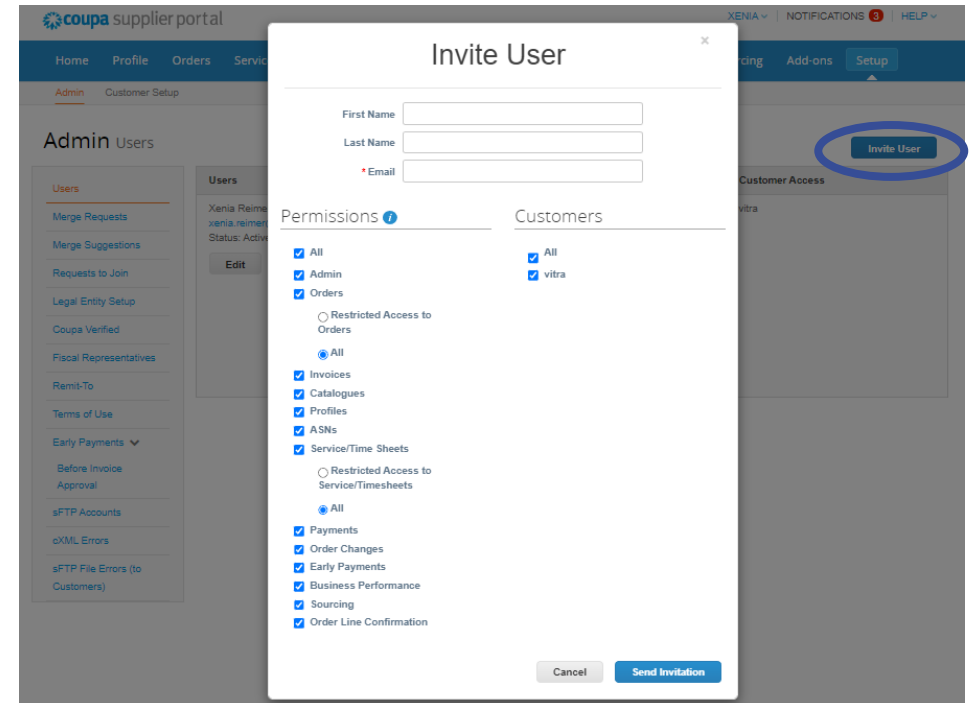 coupa supplier portal
XENIA NOTIFICATIONS 3 HELP
Home Profile Orders Servic
rcing Add-ons Setup
Admin Customer Setup
Admin Users
Invite User
Users
Merge Requests
Merge Suggestions
Requests to Join
Legal Entity Setup
Coupa Verified
Fiscal Representatives
Remit-To
Terms of Use
Early Payments
Before Invoice
Approval
sFTP Accounts
cXML Errors
sFTP File Errors (to
Customers)
Users
Customer Access
Xenia Reime
vitra
xenia.reimer
Status: Active
Edit
Invite User
×
First Name
Last Name
* Email
Permissions i
All
Admin
Orders
Restricted Access to
Orders
All
Invoices
Catalogues
Profiles
ASNs
Service/Time Sheets
Restricted Access to
Service/Timesheets
All
Payments
Order Changes
Early Payments
Business Performance
Sourcing
Order Line Confirmation
Customers
All
vitra
Cancel
Send Invitation